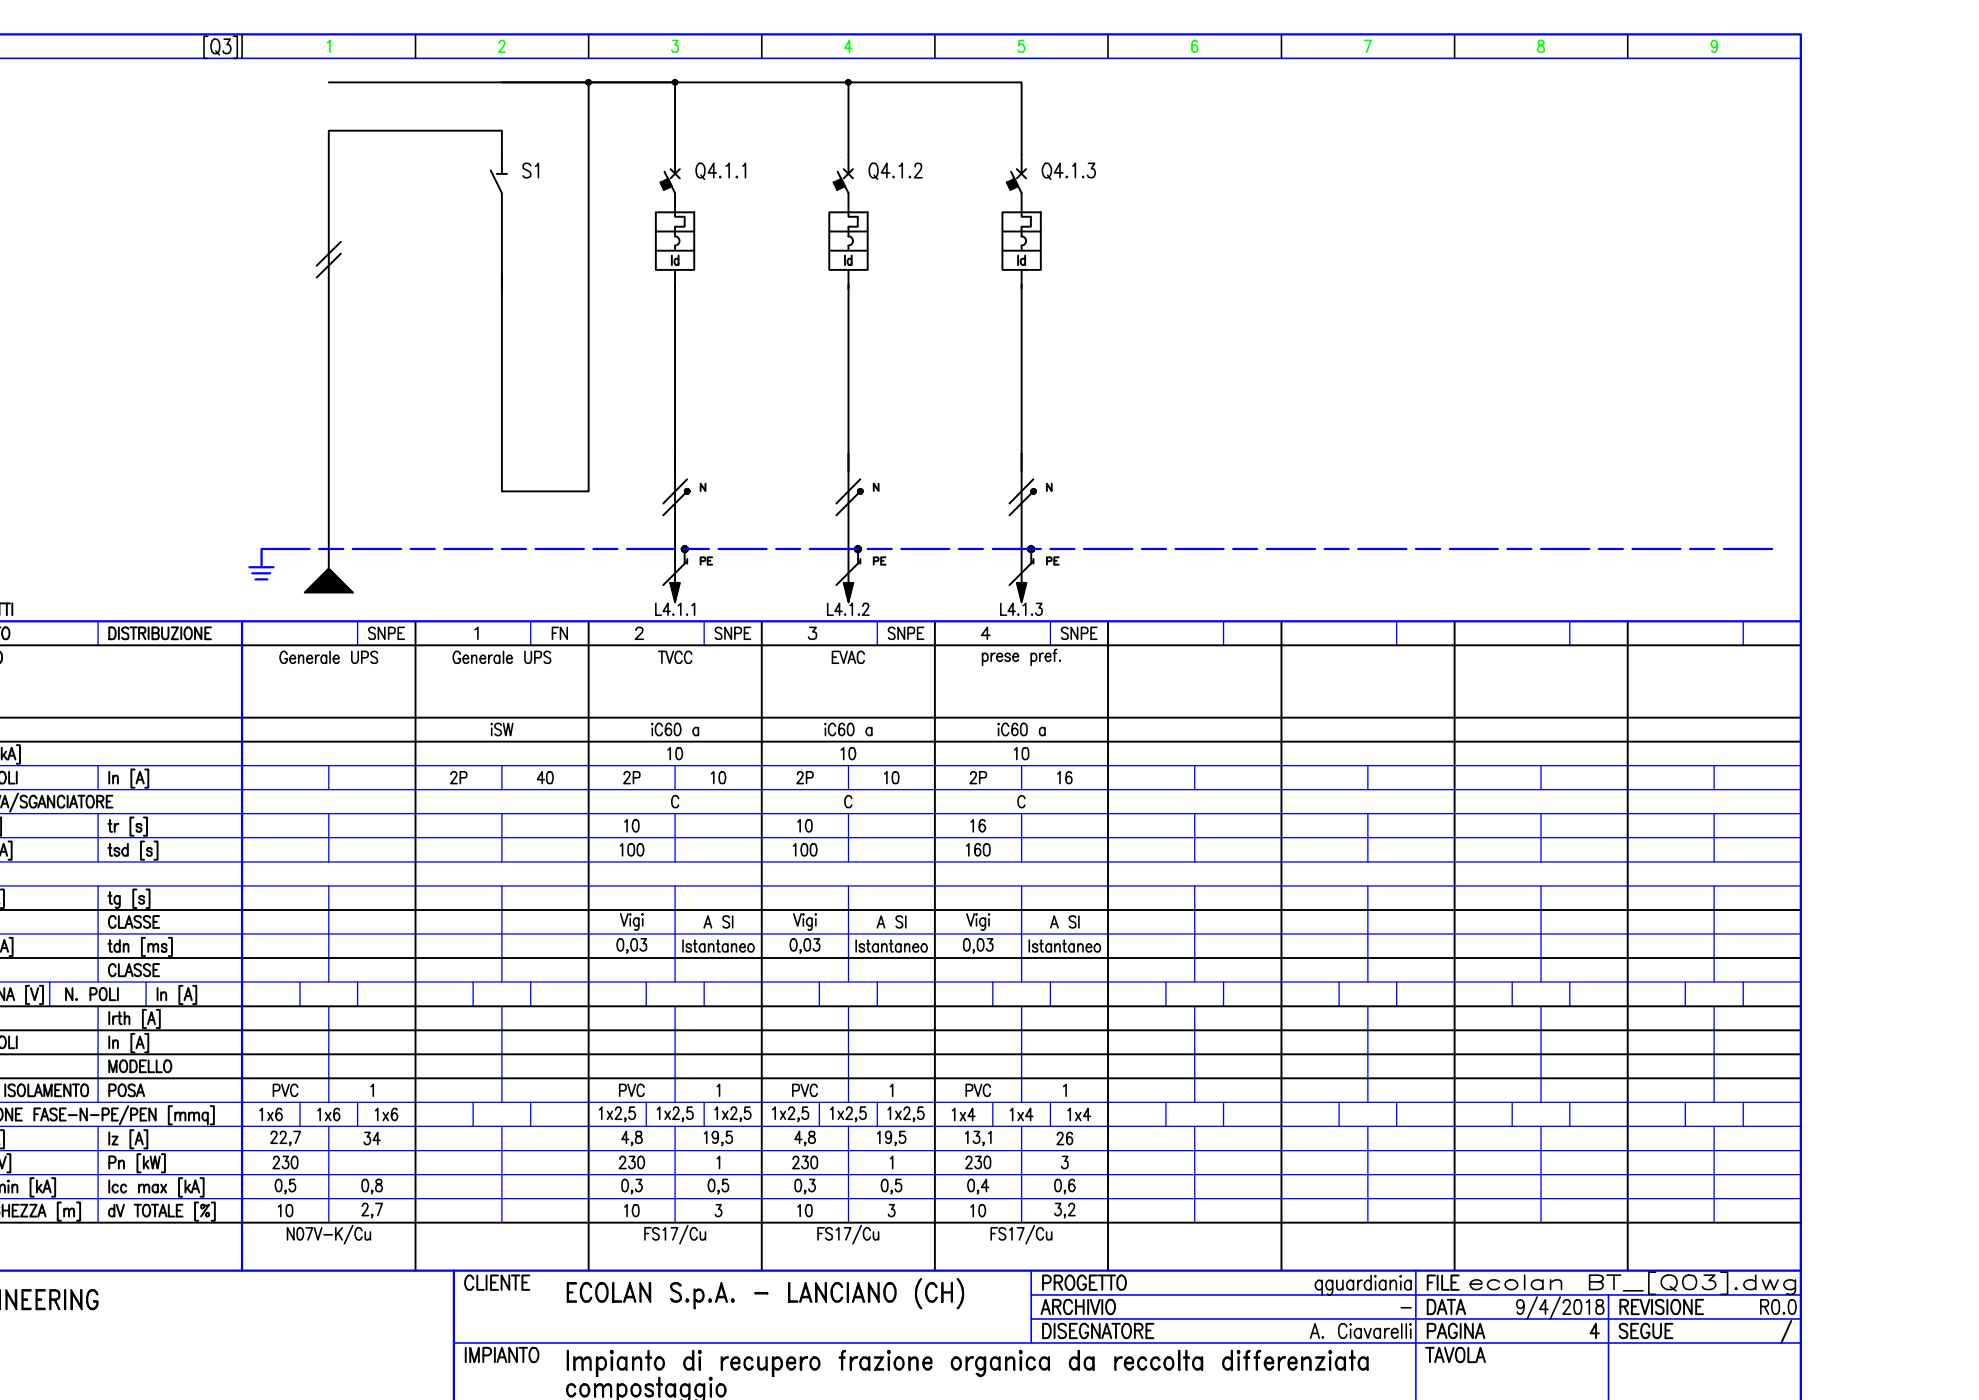 [Q3] 1 2 3 4 5 6 7 8 9
S1 Q4.1.1 Q4.1.2 Q4.1.3
Id Id Id
N N N
PE PE PE
L4.1.1 L4.1.2 L4.1.3
TTI
O DISTRIBUZIONE SNPE 1 FN 2 SNPE 3 SNPE 4 SNPE
O Generale UPS Generale UPS TVCC EVAC prese pref.
iSW iC60 a iC60 a iC60 a
kA] 10 10 10
OLI In [A] 2P 40 2P 10 2P 10 2P 16
A/SGANCIATORE C C C
] tr [s] 10 10 16
A] tsd [s] 100 100 160
] tg [s]
CLASSE Vigi A SI Vigi A SI Vigi A SI
A] tdn [ms] 0,03 Istantaneo 0,03 Istantaneo 0,03 Istantaneo
CLASSE
NA [V] N. POLI In [A]
Irth [A]
OLI In [A]
MODELLO
ISOLAMENTO POSA PVC 1 PVC 1 PVC 1 PVC 1
ONE FASE-N-PE/PEN [mmq] 1x6 1x6 1x6 1x2,5 1x2,5 1x2,5 1x2,5 1x2,5 1x2,5 1x4 1x4 1x4
] Iz [A] 22,7 34 4,8 19,5 4,8 19,5 13,1 26
V] Pn [kW] 230 230 1 230 1 230 3
min [kA] Icc max [kA] 0,5 0,8 0,3 0,5 0,3 0,5 0,4 0,6
GHEZZA [m] dV TOTALE [%] 10 2,7 10 3 10 3 10 3,2
N07V-K/Cu FS17/Cu FS17/Cu FS17/Cu
INEERING
CLIENTE ECOLAN S.p.A. - LANCIANO (CH)
PROGETTO qguardiania FILE ecolan BT_[Q03].dwg
ARCHIVIO - DATA 9/4/2018 REVISIONE R0.0
DISEGNATORE A. Ciavarelli PAGINA 4 SEGUE /
IMPIANTO Impianto di recupero frazione organica da reccolta differenziata
compostaggio
TAVOLA